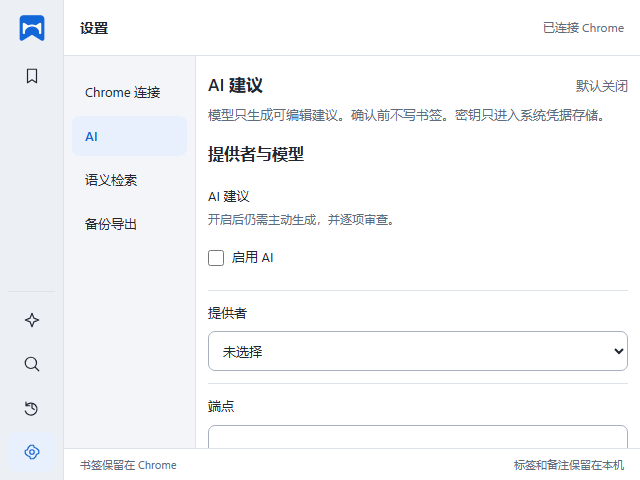 设置
已连接 Chrome
Chrome 连接
AI
语义检索
备份导出
AI 建议
默认关闭
模型只生成可编辑建议。确认前不写书签。密钥只进入系统凭据存储。
提供者与模型
AI 建议
开启后仍需主动生成，并逐项审查。
启用 AI
提供者
未选择
端点
书签保留在 Chrome
标签和备注保留在本机